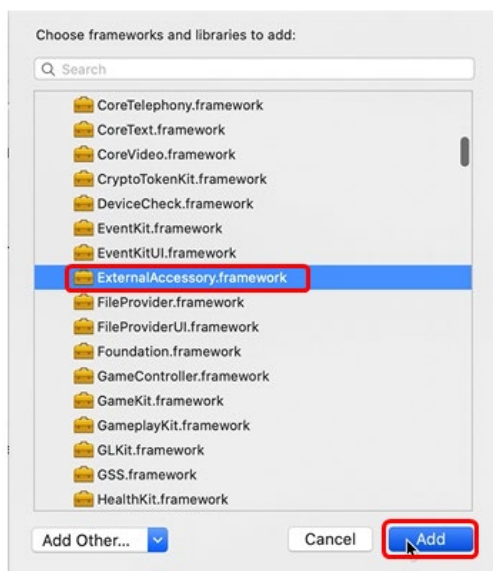 Choose frameworks and libraries to add:
Search
CoreTelephony.framework
CoreText.framework
CoreVideo.framework
CryptoTokenKit.framework
DeviceCheck.framework
EventKit.framework
EventKitUI.framework
ExternalAccessory.framework
FileProvider.framework
FileProviderUI.framework
Foundation.framework
GameController.framework
GameKit.framework
GameplayKit.framework
GLKit.framework
GSS.framework
HealthKit.framework
Add Other... Cancel Add